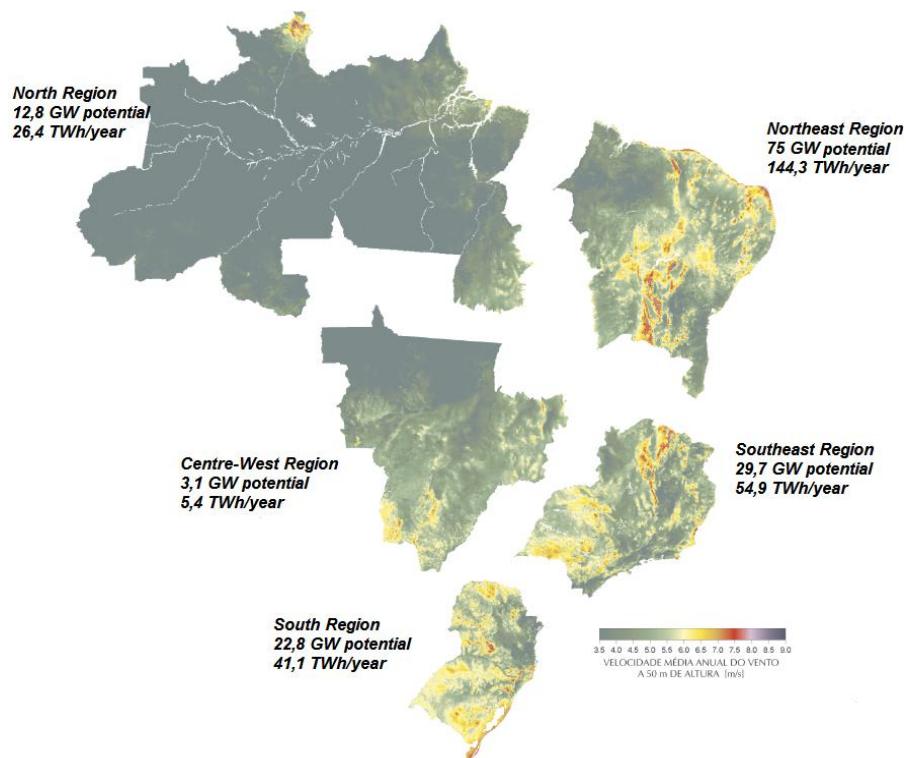 North Region
12,8 GW potential
26,4 TWh/year
Northeast Region
75 GW potential
144,3 TWh/year
Centre-West Region
3,1 GW potential
5,4 TWh/year
Southeast Region
29,7 GW potential
54,9 TWh/year
South Region
22,8 GW potential
41,1 TWh/year
3.5 4.0 4.5 5.0 5.5 6.0 6.5 7.0 7.5 8.0 8.5 9.0
VELOCIDADE MÉDIA ANUAL DO VENTO
A 50 m DE ALTURA [m/s]